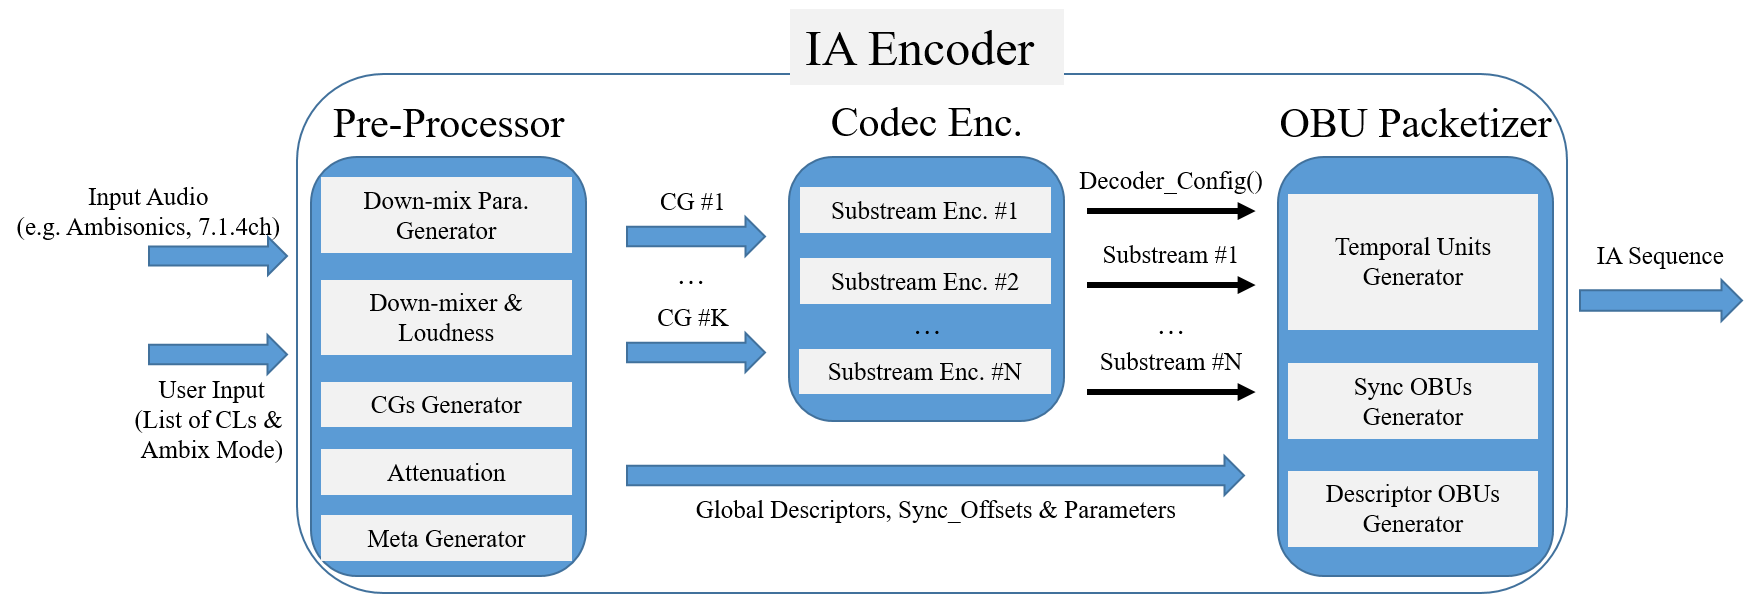 IA Encoder
Pre-Processor
Codec Enc.
OBU Packetizer
Input Audio
(e.g. Ambisonics, 7.1.4ch)
User Input
(List of CLs &
Ambix Mode)
Down-mix Para.
Generator
Down-mixer &
Loudness
CGs Generator
Attenuation
Meta Generator
CG #1
…
CG #K
Substream Enc. #1
Substream Enc. #2
…
Substream Enc. #N
Decoder_Config()
Substream #1
…
Substream #N
Global Descriptors, Sync_Offsets & Parameters
Temporal Units
Generator
Sync OBUs
Generator
Descriptor OBUs
Generator
IA Sequence